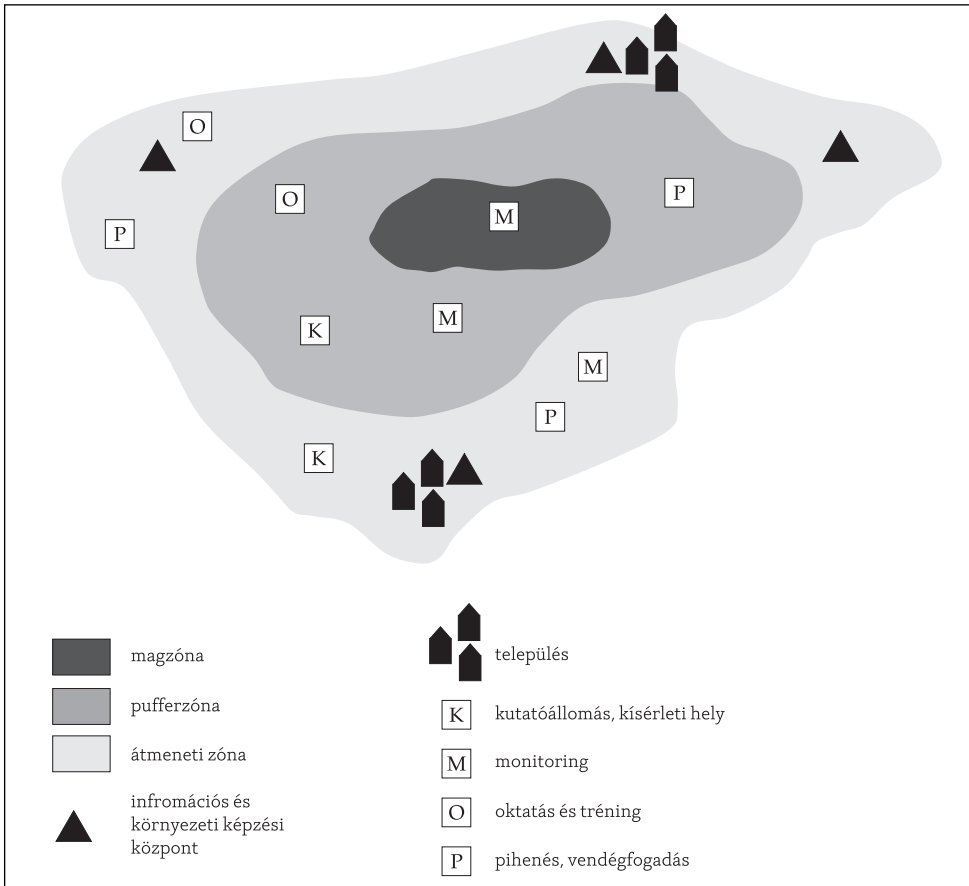 O
O
P
M
P
K
M
M
P
K
magzóna
pufferzóna
átmeneti zóna
infromációs és
környezeti képzési
központ
település
K kutatóállomás, kísérleti hely
M monitoring
O oktatás és tréning
P pihenés, vendégfogadás